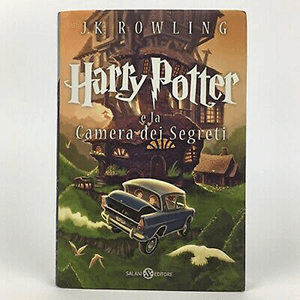 J.K. ROWLING
Harry Potter
e la
Camera dei Segreti
SALANI EDITORE